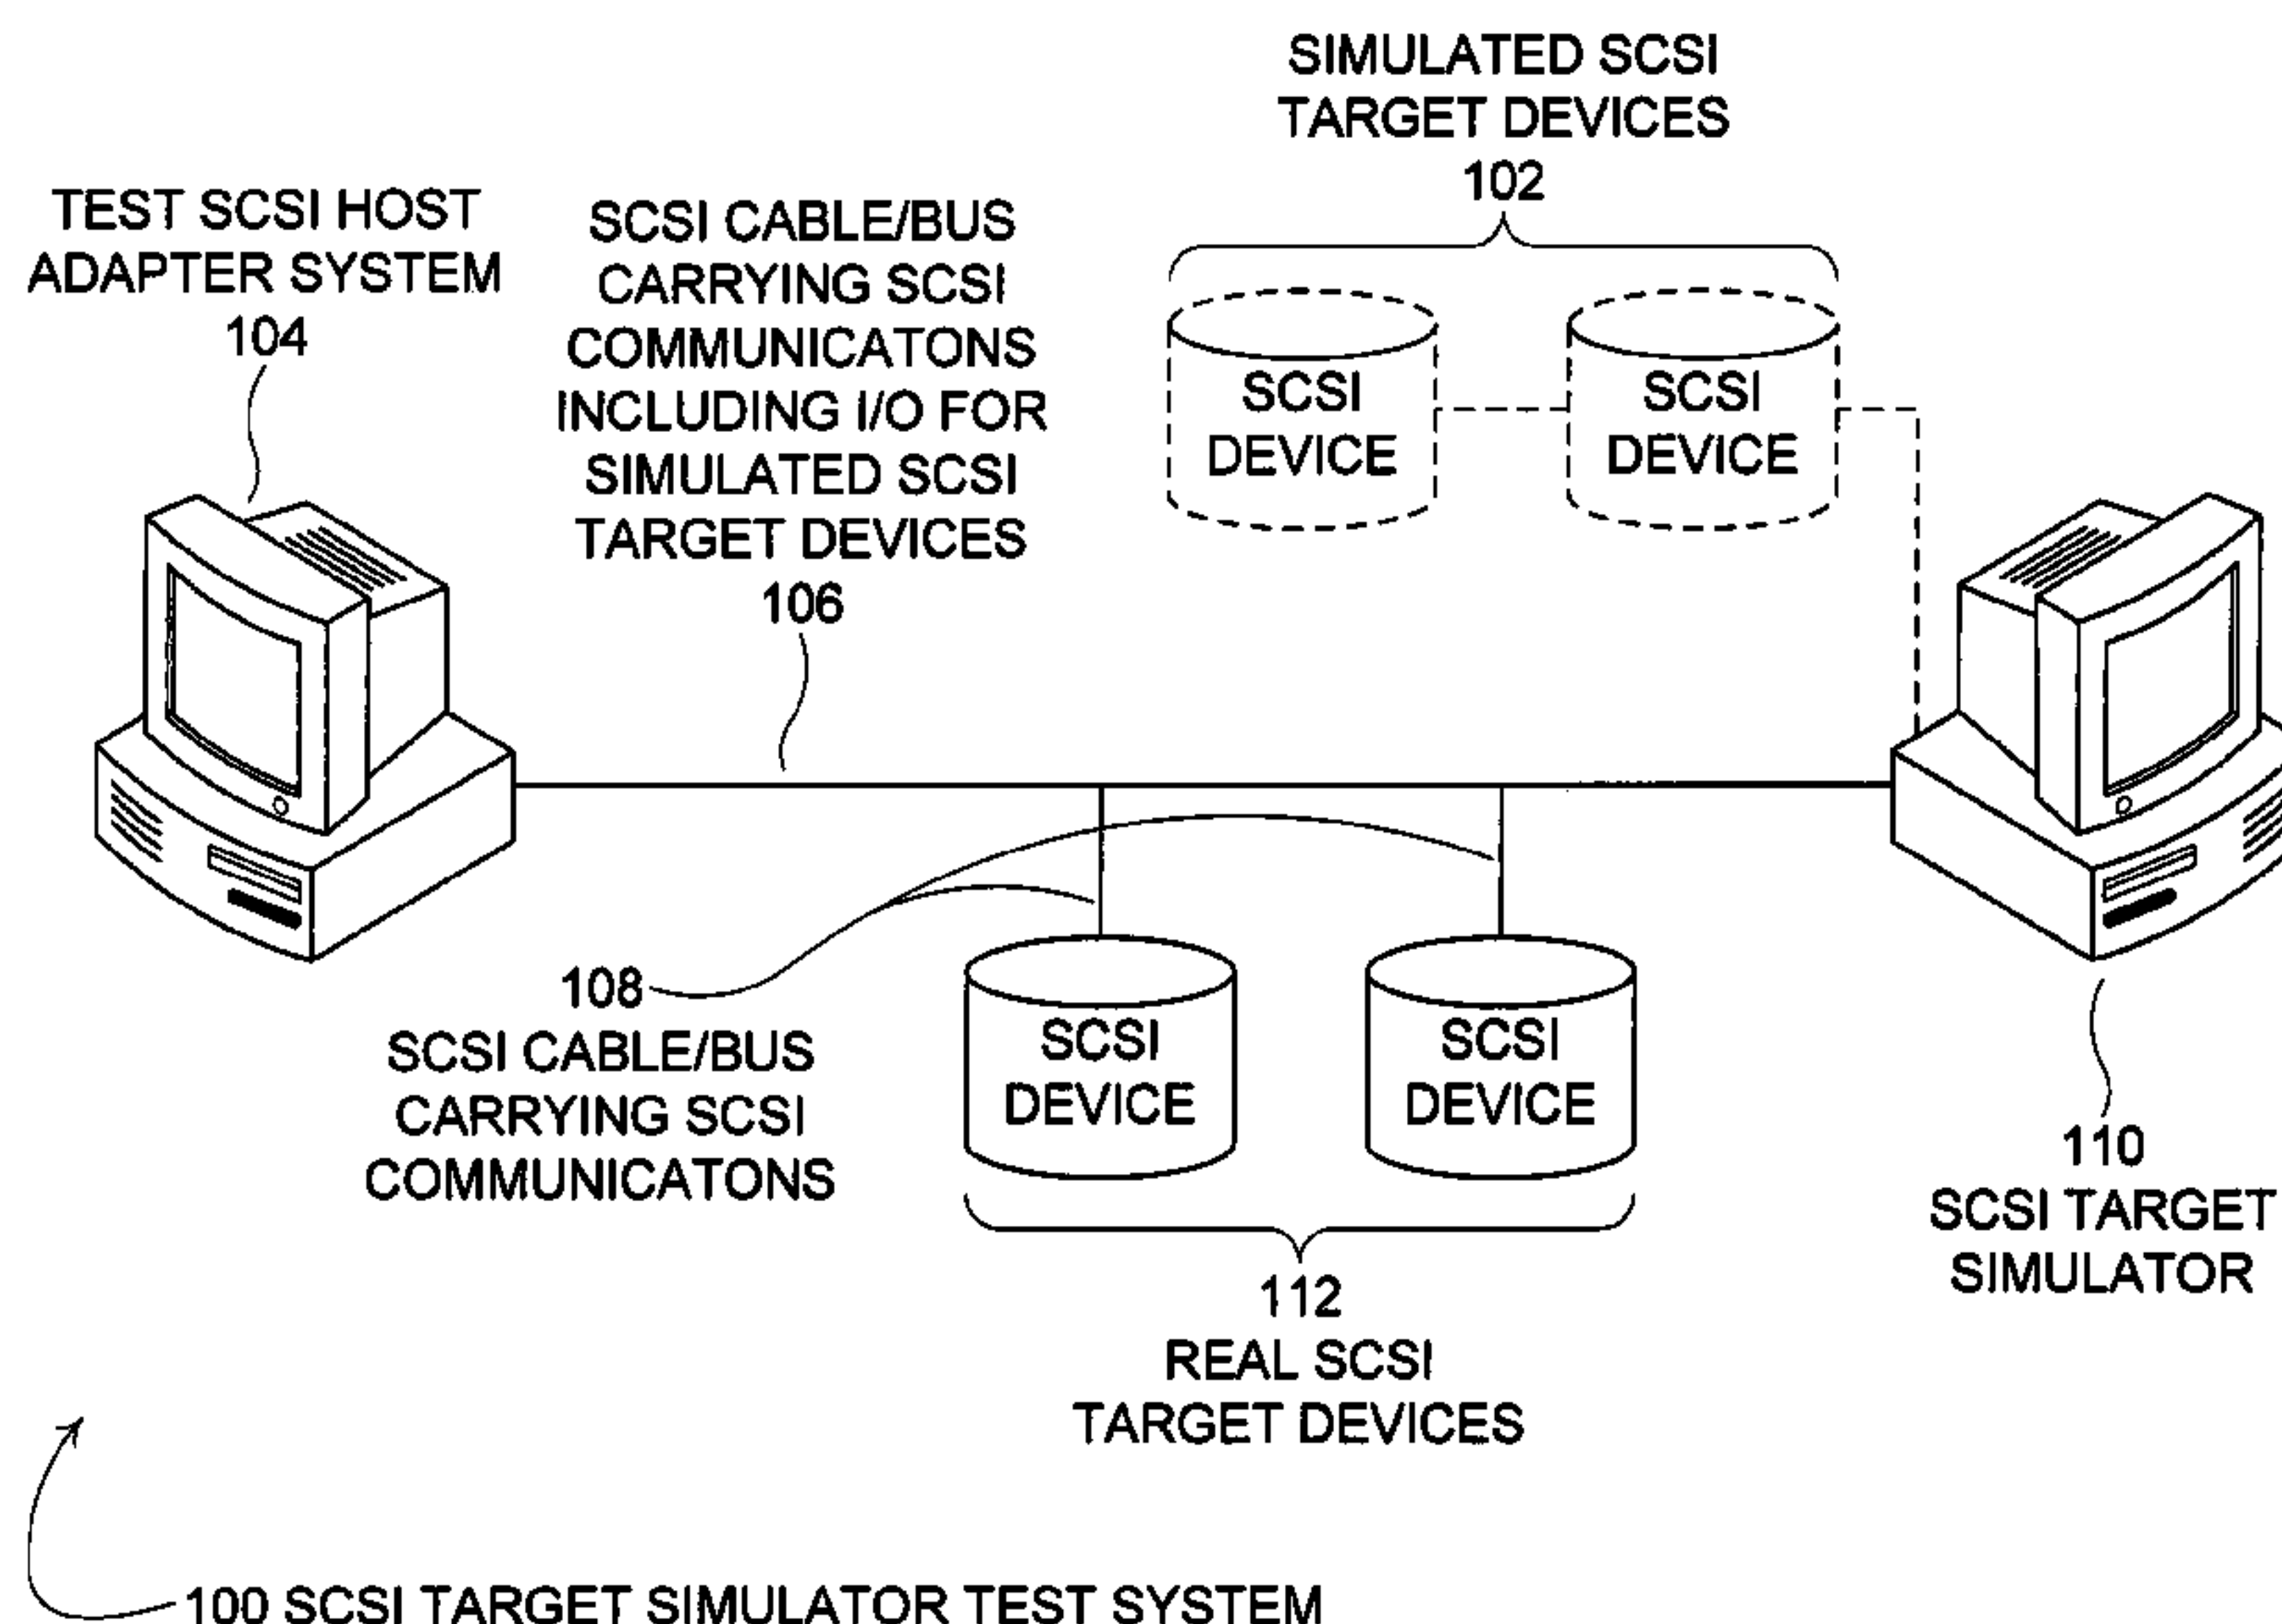 SIMULATED SCSI
TARGET DEVICES
102
TEST SCSI HOST
ADAPTER SYSTEM
104
SCSI CABLE/BUS
CARRYING SCSI
COMMUNICATONS
INCLUDING I/O FOR
SIMULATED SCSI
TARGET DEVICES
106
SCSI
DEVICE
SCSI
DEVICE
108
SCSI CABLE/BUS
CARRYING SCSI
COMMUNICATONS
SCSI
DEVICE
SCSI
DEVICE
112
REAL SCSI
TARGET DEVICES
110
SCSI TARGET
SIMULATOR
100 SCSI TARGET SIMULATOR TEST SYSTEM